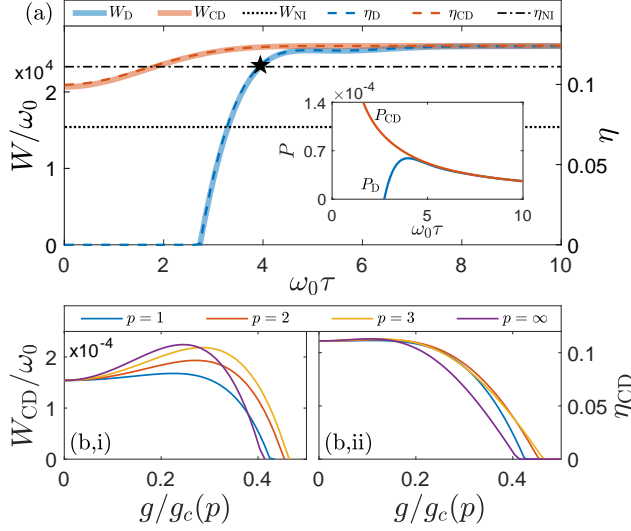 (a)
W_D W_CD W_NI η_D η_CD η_NI
x10^4
W/ω_0
2
1
0
0.1
0.05
0
η
0 2 4 6 8 10
ω_0τ
×10^-4
1.4
0.7
0
P
P_CD
P_D
0 5 10
ω_0τ
p = 1 p = 2 p = 3 p = ∞
x10^-4
W_CD/ω_0
2
1
0
(b,i)
0 0.2 0.4
g/g_c(p)
(b,ii)
0 0.2 0.4
g/g_c(p)
0.1
0.05
0
η_CD